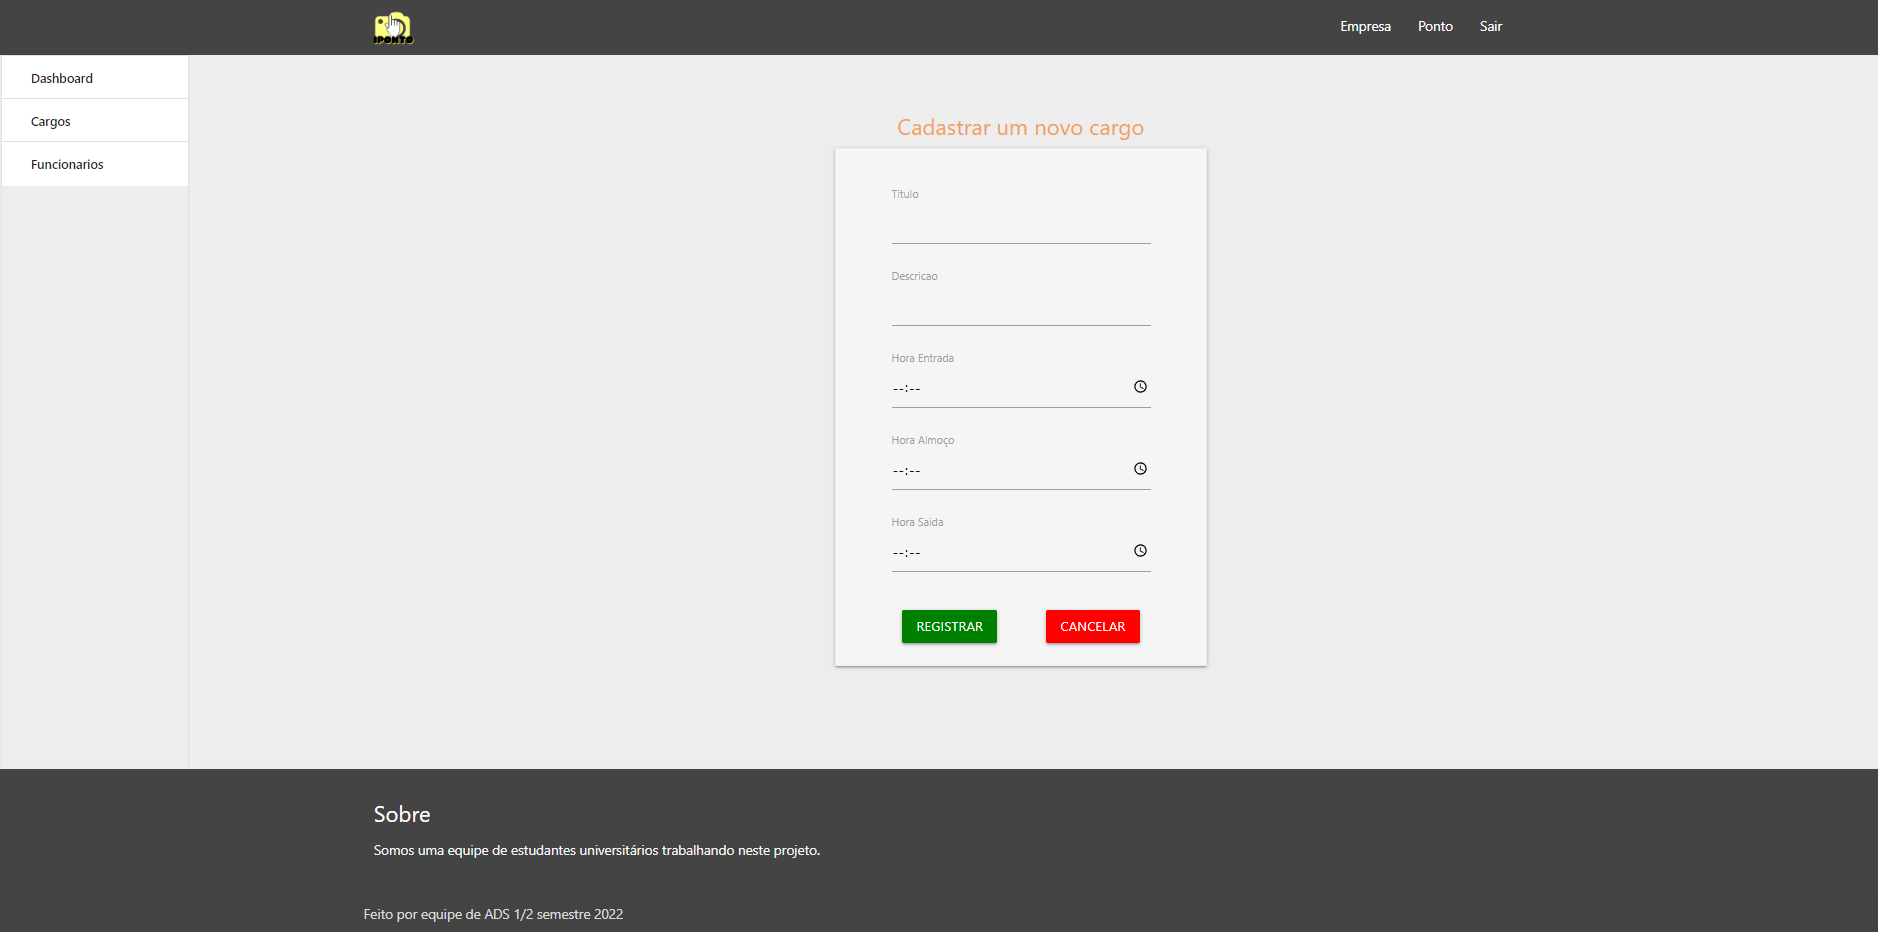 IPONTO
Empresa Ponto Sair
Dashboard
Cargos
Funcionarios
Cadastrar um novo cargo
Titulo
Descricao
Hora Entrada
--:--
Hora Almoço
--:--
Hora Saida
--:--
REGISTRAR CANCELAR
Sobre
Somos uma equipe de estudantes universitários trabalhando neste projeto.
Feito por equipe de ADS 1/2 semestre 2022